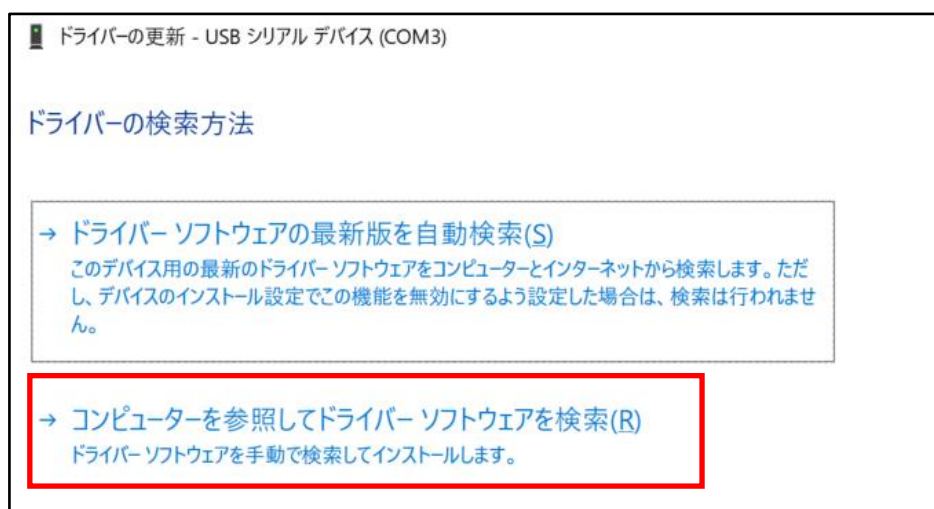 ドライバーの更新 - USB シリアル デバイス (COM3)
ドライバーの検索方法
→ ドライバー ソフトウェアの最新版を自動検索(S)
このデバイス用の最新のドライバー ソフトウェアをコンピューターとインターネットから検索します。ただ
し、デバイスのインストール設定でこの機能を無効にするよう設定した場合は、検索は行われませ
ん。
→ コンピューターを参照してドライバー ソフトウェアを検索(R)
ドライバー ソフトウェアを手動で検索してインストールします。